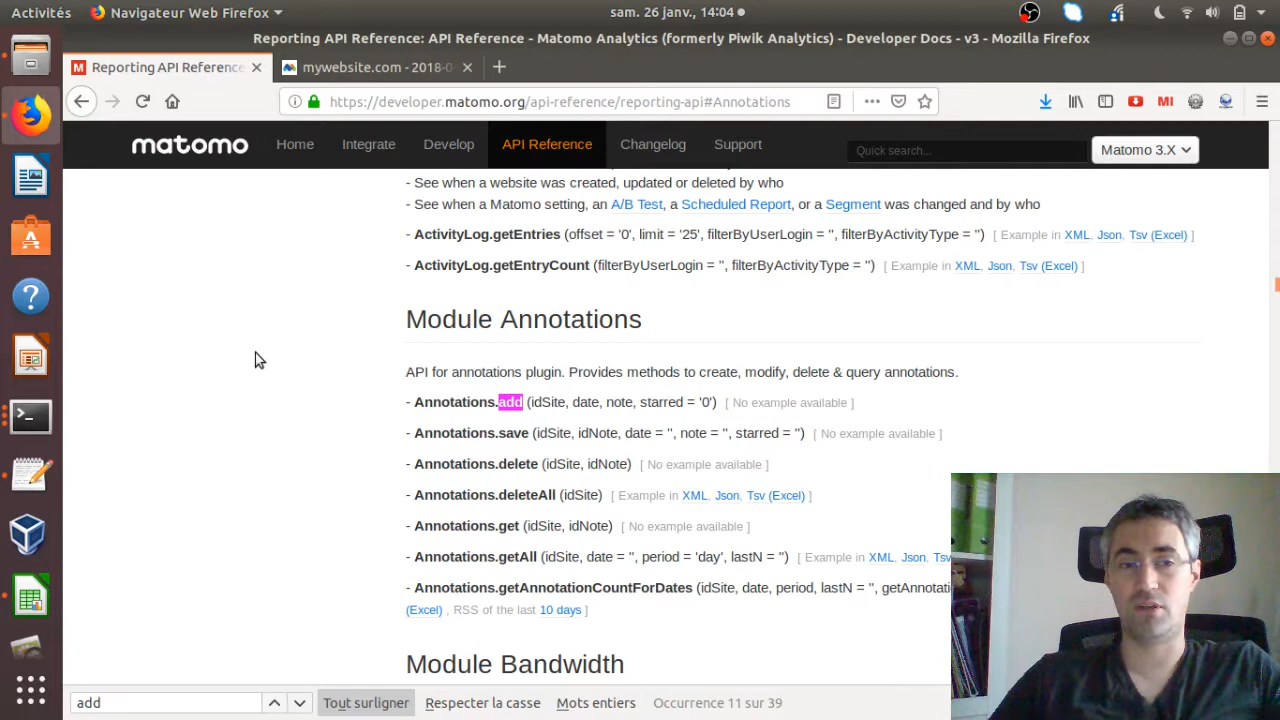 Activités Navigateur Web Firefox sam. 26 janv., 14:04
Reporting API Reference: API Reference - Matomo Analytics (formerly Piwik Analytics) - Developer Docs - v3 - Mozilla Firefox
Reporting API Reference mywebsite.com - 2018-0
https://developer.matomo.org/api-reference/reporting-api#Annotations
matomo Home Integrate Develop API Reference Changelog Support Quick search... Matomo 3.X
- See when a website was created, updated or deleted by who
- See when a Matomo setting, an A/B Test, a Scheduled Report, or a Segment was changed and by who
- ActivityLog.getEntries (offset = '0', limit = '25', filterByUserLogin = '', filterByActivityType = '') [ Example in XML, Json, Tsv (Excel) ]
- ActivityLog.getEntryCount (filterByUserLogin = '', filterByActivityType = '') [ Example in XML, Json, Tsv (Excel) ]
Module Annotations
API for annotations plugin. Provides methods to create, modify, delete & query annotations.
- Annotations.add (idSite, date, note, starred = '0') [ No example available ]
- Annotations.save (idSite, idNote, date = '', note = '', starred = '') [ No example available ]
- Annotations.delete (idSite, idNote) [ No example available ]
- Annotations.deleteAll (idSite) [ Example in XML, Json, Tsv (Excel) ]
- Annotations.get (idSite, idNote) [ No example available ]
- Annotations.getAll (idSite, date = '', period = 'day', lastN = '') [ Example in XML, Json, Tsv
- Annotations.getAnnotationCountForDates (idSite, date, period, lastN = '', getAnnotati
(Excel) , RSS of the last 10 days ]
Module Bandwidth
add Tout surligner Respecter la casse Mots entiers Occurrence 11 sur 39